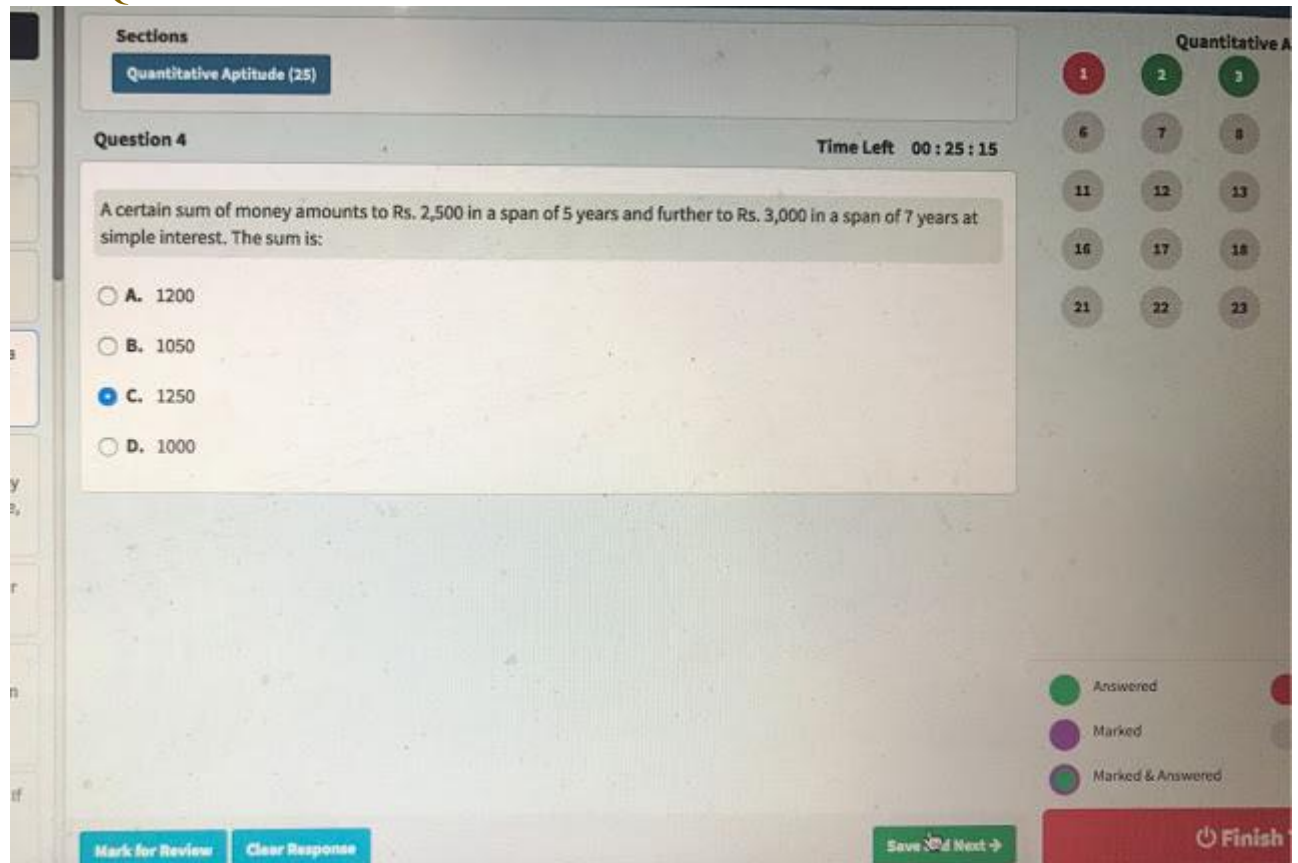 Sections
Quantitative Aptitude (25)
Quantitative A
1 2 3
6 7 8
11 12 13
16 17 18
21 22 23
Question 4
Time Left 00 : 25 : 15
A certain sum of money amounts to Rs. 2,500 in a span of 5 years and further to Rs. 3,000 in a span of 7 years at
simple interest. The sum is:
A. 1200
B. 1050
C. 1250
D. 1000
Answered
Marked
Marked & Answered
Mark for Review
Clear Response
Save Next →
Finish